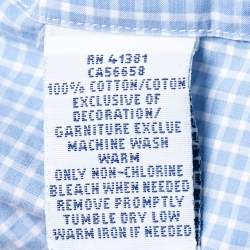 RN 41381
CA56658
100% COTTON/COTON
EXCLUSIVE OF
DECORATION/
GARNITURE EXCLUE
MACHINE WASH
WARM
ONLY NON-CHLORINE
BLEACH WHEN NEEDED
REMOVE PROMPTLY
TUMBLE DRY LOW
WARM IRON IF NEEDED